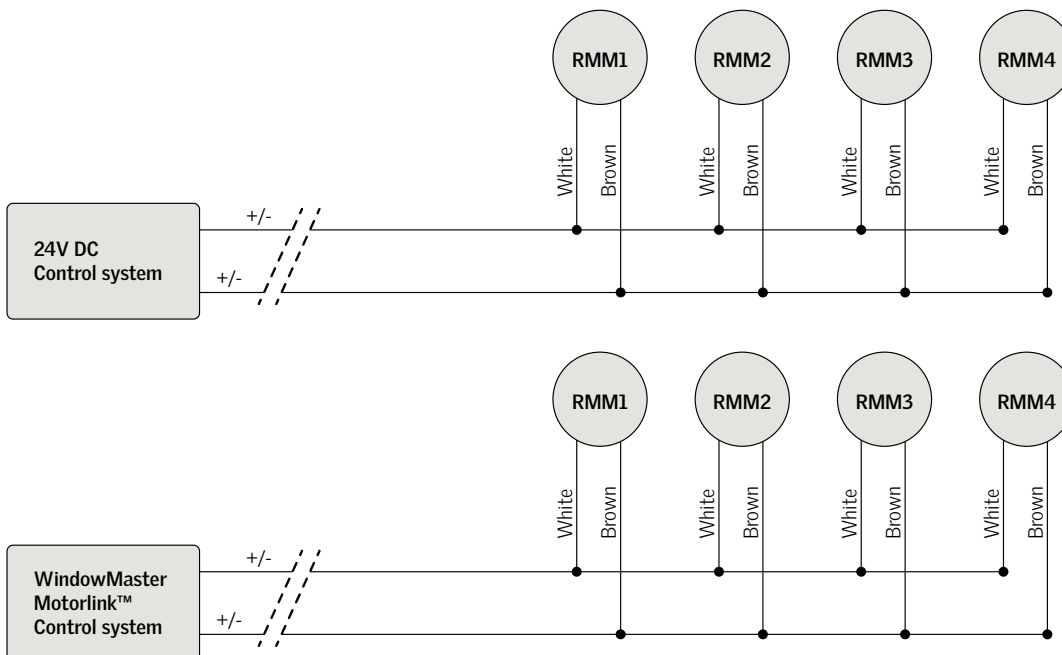 RMM1
RMM2
RMM3
RMM4
White
Brown
White
Brown
White
Brown
White
Brown
+/-
24V DC
Control system
+/-
RMM1
RMM2
RMM3
RMM4
White
Brown
White
Brown
White
Brown
White
Brown
+/-
WindowMaster
Motorlink™
Control system
+/-